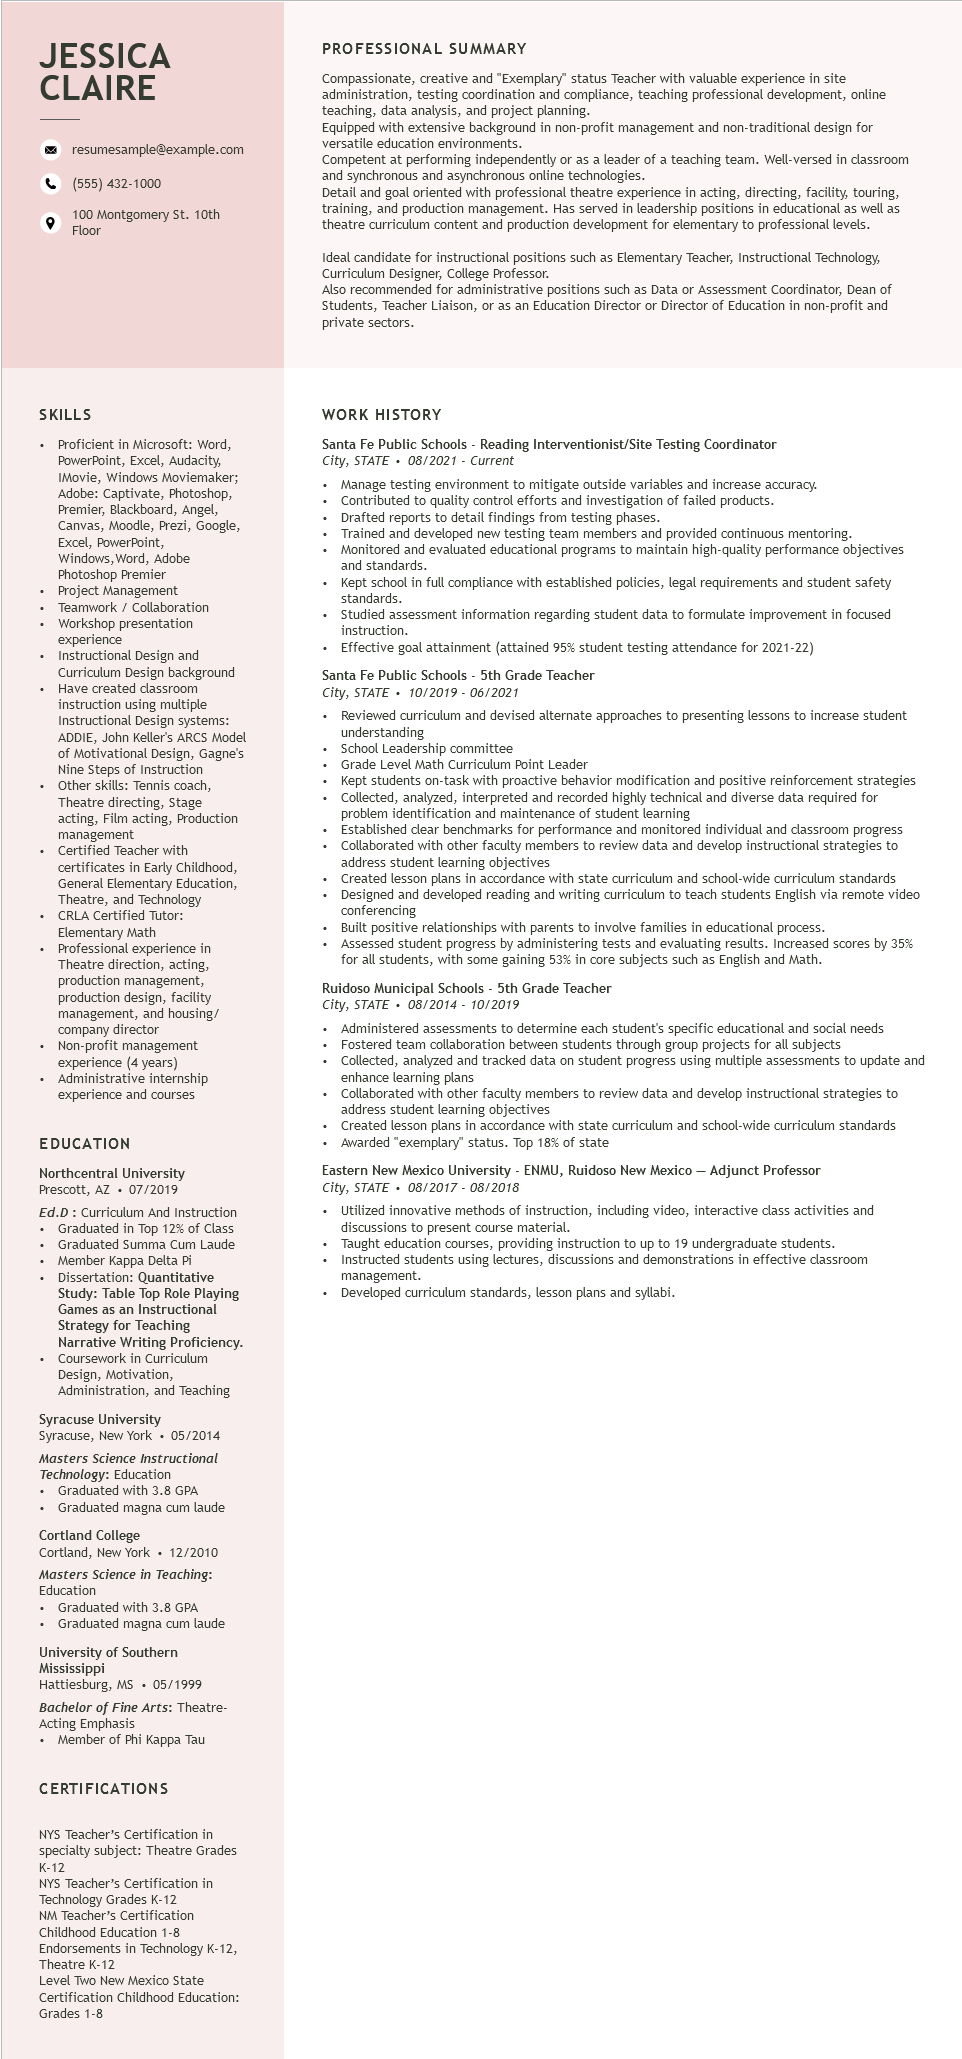 JESSICA
CLAIRE
resumesample@example.com
(555) 432-1000
100 Montgomery St. 10th
Floor
PROFESSIONAL SUMMARY
Compassionate, creative and "Exemplary" status Teacher with valuable experience in site
administration, testing coordination and compliance, teaching professional development, online
teaching, data analysis, and project planning.
Equipped with extensive background in non-profit management and non-traditional design for
versatile education environments.
Competent at performing independently or as a leader of a teaching team. Well-versed in classroom
and synchronous and asynchronous online technologies.
Detail and goal oriented with professional theatre experience in acting, directing, facility, touring,
training, and production management. Has served in leadership positions in educational as well as
theatre curriculum content and production development for elementary to professional levels.
Ideal candidate for instructional positions such as Elementary Teacher, Instructional Technology,
Curriculum Designer, College Professor.
Also recommended for administrative positions such as Data or Assessment Coordinator, Dean of
Students, Teacher Liaison, or as an Education Director or Director of Education in non-profit and
private sectors.
SKILLS
• Proficient in Microsoft: Word,
PowerPoint, Excel, Audacity,
IMovie, Windows Moviemaker;
Adobe: Captivate, Photoshop,
Premier, Blackboard, Angel,
Canvas, Moodle, Prezi, Google,
Excel, PowerPoint,
Windows,Word, Adobe
Photoshop Premier
• Project Management
• Teamwork / Collaboration
• Workshop presentation
experience
• Instructional Design and
Curriculum Design background
• Have created classroom
instruction using multiple
Instructional Design systems:
ADDIE, John Keller's ARCS Model
of Motivational Design, Gagne's
Nine Steps of Instruction
• Other skills: Tennis coach,
Theatre directing, Stage
acting, Film acting, Production
management
• Certified Teacher with
certificates in Early Childhood,
General Elementary Education,
Theatre, and Technology
• CRLA Certified Tutor:
Elementary Math
• Professional experience in
Theatre direction, acting,
production management,
production design, facility
management, and housing/
company director
• Non-profit management
experience (4 years)
• Administrative internship
experience and courses
EDUCATION
Northcentral University
Prescott, AZ • 07/2019
Ed.D : Curriculum And Instruction
• Graduated in Top 12% of Class
• Graduated Summa Cum Laude
• Member Kappa Delta Pi
• Dissertation: Quantitative
Study: Table Top Role Playing
Games as an Instructional
Strategy for Teaching
Narrative Writing Proficiency.
• Coursework in Curriculum
Design, Motivation,
Administration, and Teaching
Syracuse University
Syracuse, New York • 05/2014
Masters Science Instructional
Technology: Education
• Graduated with 3.8 GPA
• Graduated magna cum laude
Cortland College
Cortland, New York • 12/2010
Masters Science in Teaching:
Education
• Graduated with 3.8 GPA
• Graduated magna cum laude
University of Southern
Mississippi
Hattiesburg, MS • 05/1999
Bachelor of Fine Arts: Theatre-
Acting Emphasis
• Member of Phi Kappa Tau
CERTIFICATIONS
NYS Teacher’s Certification in
specialty subject: Theatre Grades
K-12
NYS Teacher’s Certification in
Technology Grades K-12
NM Teacher’s Certification
Childhood Education 1-8
Endorsements in Technology K-12,
Theatre K-12
Level Two New Mexico State
Certification Childhood Education:
Grades 1-8
WORK HISTORY
Santa Fe Public Schools - Reading Interventionist/Site Testing Coordinator
City, STATE • 08/2021 - Current
• Manage testing environment to mitigate outside variables and increase accuracy.
• Contributed to quality control efforts and investigation of failed products.
• Drafted reports to detail findings from testing phases.
• Trained and developed new testing team members and provided continuous mentoring.
• Monitored and evaluated educational programs to maintain high-quality performance objectives
and standards.
• Kept school in full compliance with established policies, legal requirements and student safety
standards.
• Studied assessment information regarding student data to formulate improvement in focused
instruction.
• Effective goal attainment (attained 95% student testing attendance for 2021-22)
Santa Fe Public Schools - 5th Grade Teacher
City, STATE • 10/2019 - 06/2021
• Reviewed curriculum and devised alternate approaches to presenting lessons to increase student
understanding
• School Leadership committee
• Grade Level Math Curriculum Point Leader
• Kept students on-task with proactive behavior modification and positive reinforcement strategies
• Collected, analyzed, interpreted and recorded highly technical and diverse data required for
problem identification and maintenance of student learning
• Established clear benchmarks for performance and monitored individual and classroom progress
• Collaborated with other faculty members to review data and develop instructional strategies to
address student learning objectives
• Created lesson plans in accordance with state curriculum and school-wide curriculum standards
• Designed and developed reading and writing curriculum to teach students English via remote video
conferencing
• Built positive relationships with parents to involve families in educational process.
• Assessed student progress by administering tests and evaluating results. Increased scores by 35%
for all students, with some gaining 53% in core subjects such as English and Math.
Ruidoso Municipal Schools - 5th Grade Teacher
City, STATE • 08/2014 - 10/2019
• Administered assessments to determine each student's specific educational and social needs
• Fostered team collaboration between students through group projects for all subjects
• Collected, analyzed and tracked data on student progress using multiple assessments to update and
enhance learning plans
• Collaborated with other faculty members to review data and develop instructional strategies to
address student learning objectives
• Created lesson plans in accordance with state curriculum and school-wide curriculum standards
• Awarded "exemplary" status. Top 18% of state
Eastern New Mexico University - ENMU, Ruidoso New Mexico — Adjunct Professor
City, STATE • 08/2017 - 08/2018
• Utilized innovative methods of instruction, including video, interactive class activities and
discussions to present course material.
• Taught education courses, providing instruction to up to 19 undergraduate students.
• Instructed students using lectures, discussions and demonstrations in effective classroom
management.
• Developed curriculum standards, lesson plans and syllabi.